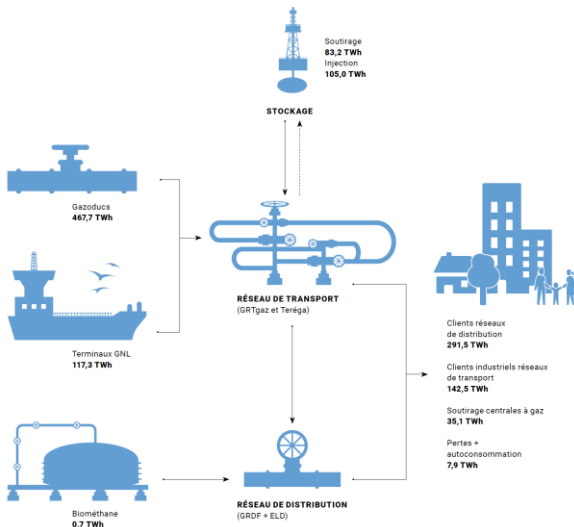 Soutirage
83,2 TWh
Injection
105,0 TWh
STOCKAGE
Gazoducs
467,7 TWh
RÉSEAU DE TRANSPORT
(GRTgaz et Teréga)
Terminaux GNL
117,3 TWh
Clients réseaux
de distribution
291,5 TWh
Clients industriels réseaux
de transport
142,5 TWh
Soutirage centrales à gaz
35,1 TWh
Pertes +
autoconsommation
7,9 TWh
Biométhane
0,7 TWh
RÉSEAU DE DISTRIBUTION
(GRDF + ELD)